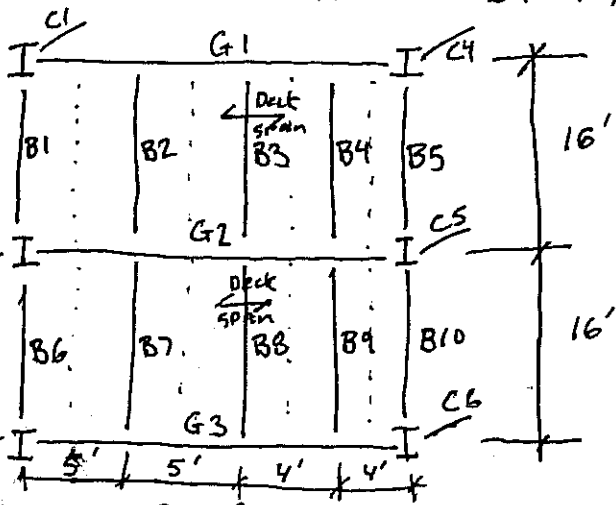 C1
G1
C4
Deck
span
B1 B2 B3 B4 B5
16'
G2
C5
Deck
span
B6 B7 B8 B9 B10
16'
G3
C6
5' 5' 4' 4'